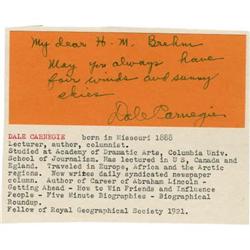 My dear H. M. Brehm
May you always have
fair winds and sunny
skies
Dale Carnegie
DALE CARNEGIE born in Missouri 1888
Lecturer, author, columnist.
Studied at Academy of Dramatic Arts, Columbia Univ.
School of Journalism. Has lectured in U S, Canada and
England. Traveled in Europe, Africa and the Arctic
regions. Now writes daily syndicated newspaper
column. Author of Career of Abraham Lincoln -
Getting Ahead - How to Win Friends and Influence
People - Five Minute Biographies - Biographical
Roundup.
Fellow of Royal Geographical Society 1921.